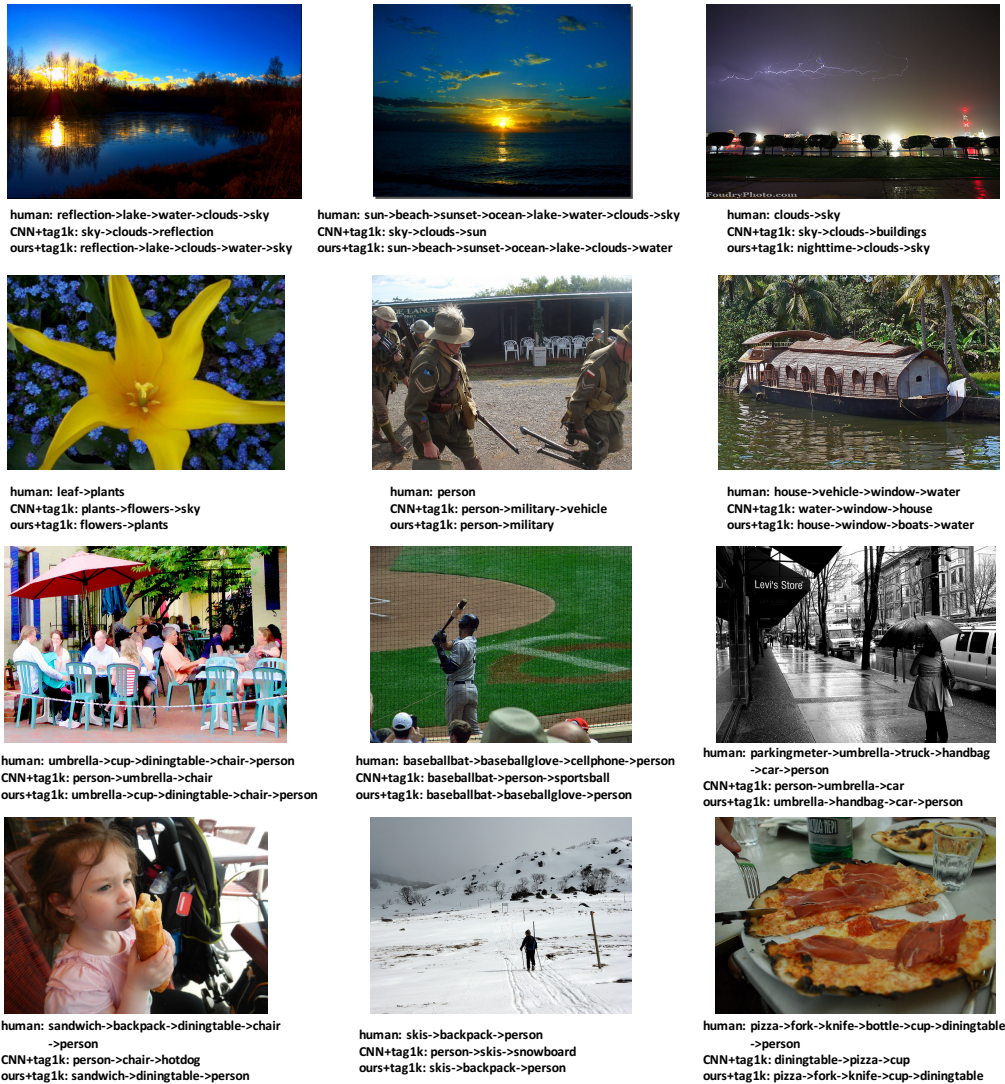 FoudryPhoto.com
human: reflection->lake->water->clouds->sky
CNN+tag1k: sky->clouds->reflection
ours+tag1k: reflection->lake->clouds->water->sky
human: sun->beach->sunset->ocean->lake->water->clouds->sky
CNN+tag1k: sky->clouds->sun
ours+tag1k: sun->beach->sunset->ocean->lake->clouds->water
human: clouds->sky
CNN+tag1k: sky->clouds->buildings
ours+tag1k: nighttime->clouds->sky
LANCE
human: leaf->plants
CNN+tag1k: plants->flowers->sky
ours+tag1k: flowers->plants
human: person
CNN+tag1k: person->military->vehicle
ours+tag1k: person->military
human: house->vehicle->window->water
CNN+tag1k: water->window->house
ours+tag1k: house->window->boats->water
Levi's Store
human: umbrella->cup->diningtable->chair->person
CNN+tag1k: person->umbrella->chair
ours+tag1k: umbrella->cup->diningtable->chair->person
human: baseballbat->baseballglove->cellphone->person
CNN+tag1k: baseballbat->person->sportsball
ours+tag1k: baseballbat->baseballglove->person
human: parkingmeter->umbrella->truck->handbag
->car->person
CNN+tag1k: person->umbrella->car
ours+tag1k: umbrella->handbag->car->person
human: sandwich->backpack->diningtable->chair
->person
CNN+tag1k: person->chair->hotdog
ours+tag1k: sandwich->diningtable->person
human: skis->backpack->person
CNN+tag1k: person->skis->snowboard
ours+tag1k: skis->backpack->person
human: pizza->fork->knife->bottle->cup->diningtable
->person
CNN+tag1k: diningtable->pizza->cup
ours+tag1k: pizza->fork->knife->cup->diningtable